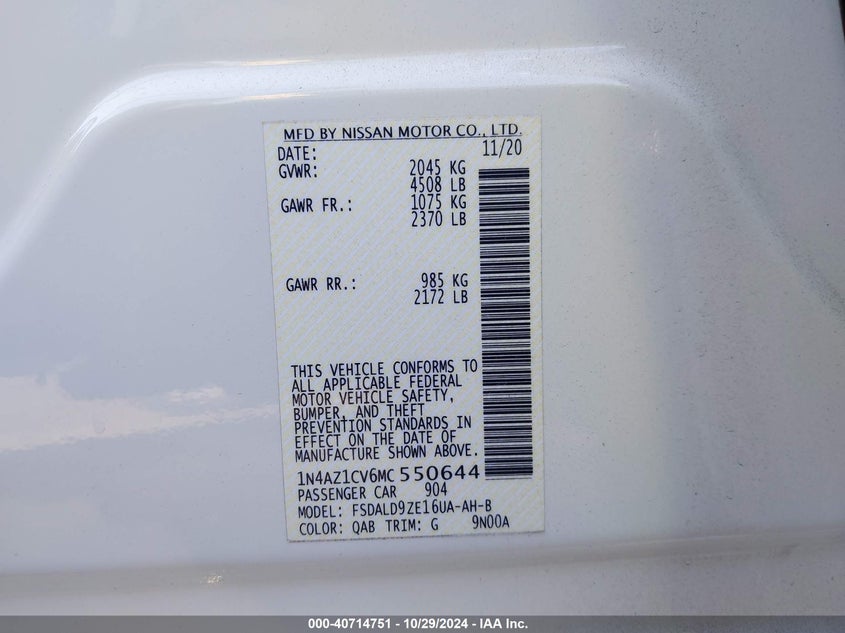 MFD BY NISSAN MOTOR CO., LTD.
DATE: 11/20
GVWR: 2045 KG
4508 LB
GAWR FR.: 1075 KG
2370 LB
GAWR RR.: 985 KG
2172 LB
THIS VEHICLE CONFORMS TO
ALL APPLICABLE FEDERAL
MOTOR VEHICLE SAFETY,
BUMPER, AND THEFT
PREVENTION STANDARDS IN
EFFECT ON THE DATE OF
MANUFACTURE SHOWN ABOVE.
1N4AZ1CV6MC550644
PASSENGER CAR 904
MODEL: FSDALD9ZE16UA-AH-B
COLOR: QAB TRIM: G 9N00A
000-40714751 - 10/29/2024 - IAA Inc.